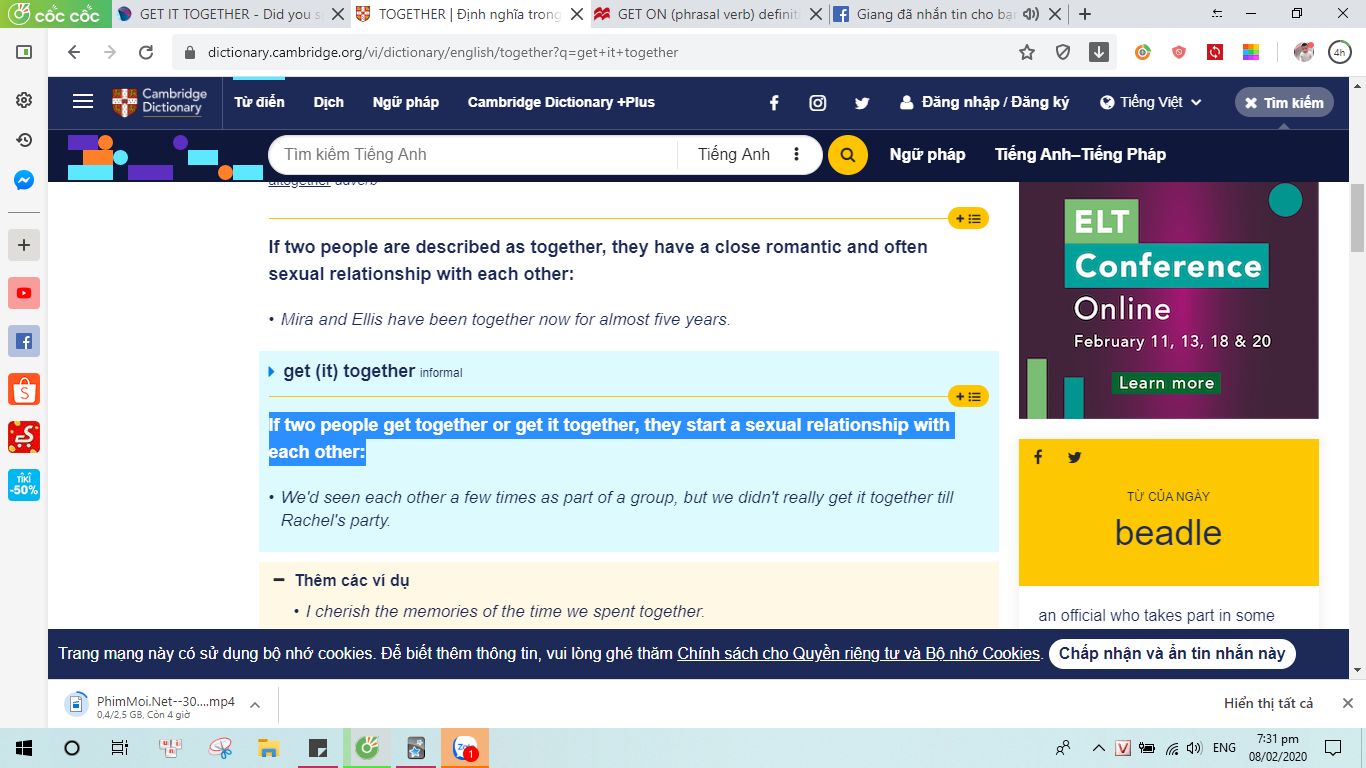 cốc cốc
GET IT TOGETHER - Did you s
TOGETHER | Định nghĩa trong
GET ON (phrasal verb) definiti
Giang đã nhắn tin cho bạn
dictionary.cambridge.org/vi/dictionary/english/together?q=get+it+together
4h
Cambridge
Dictionary
Từ điển
Dịch
Ngữ pháp
Cambridge Dictionary +Plus
Đăng nhập / Đăng ký
Tiếng Việt
Tìm kiếm
Tìm kiếm Tiếng Anh
Tiếng Anh
Ngữ pháp
Tiếng Anh–Tiếng Pháp
altogether adverb
If two people are described as together, they have a close romantic and often
sexual relationship with each other:
• Mira and Ellis have been together now for almost five years.
get (it) together informal
If two people get together or get it together, they start a sexual relationship with
each other:
• We'd seen each other a few times as part of a group, but we didn't really get it together till
Rachel's party.
Thêm các ví dụ
• I cherish the memories of the time we spent together.
ELT
Conference
Online
February 11, 13, 18 & 20
Learn more
TỪ CỦA NGÀY
beadle
an official who takes part in some
TIKI
-50%
Trang mạng này có sử dụng bộ nhớ cookies. Để biết thêm thông tin, vui lòng ghé thăm Chính sách cho Quyền riêng tư và Bộ nhớ Cookies.
Chấp nhận và ẩn tin nhắn này
PhimMoi.Net--30....mp4
0,4/2,5 GB, Còn 4 giờ
Hiển thị tất cả
1
V
ENG
7:31 pm
08/02/2020